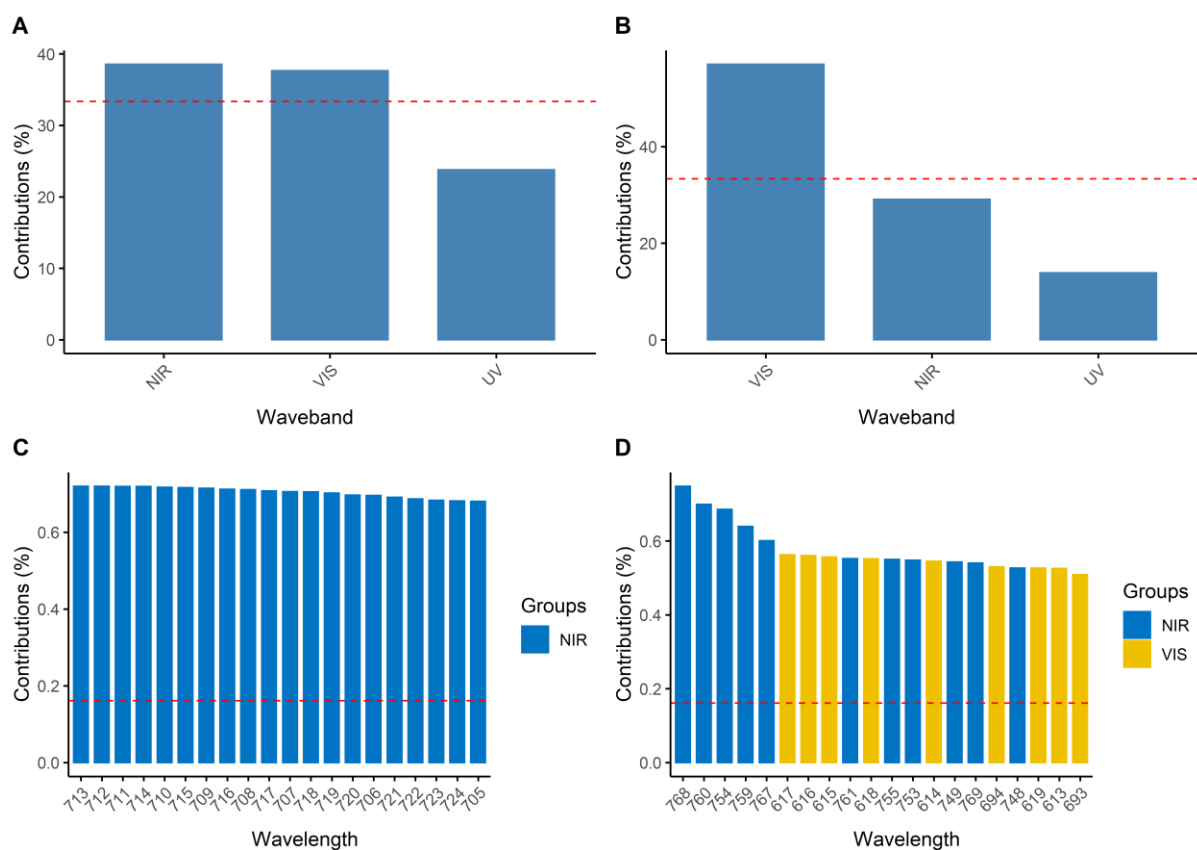 A
Contributions (%)
40
30
20
10
0
NIR VIS UV
Waveband
B
Contributions (%)
40
20
0
VIS NIR UV
Waveband
C
Contributions (%)
0.6
0.4
0.2
0.0
713 712 711 714 710 715 709 716 708 717 707 718 719 720 706 721 722 723 724 705
Wavelength
Groups
NIR
D
Contributions (%)
0.6
0.4
0.2
0.0
768 760 754 759 767 617 616 615 761 618 755 753 614 749 769 694 748 619 613 693
Wavelength
Groups
NIR
VIS